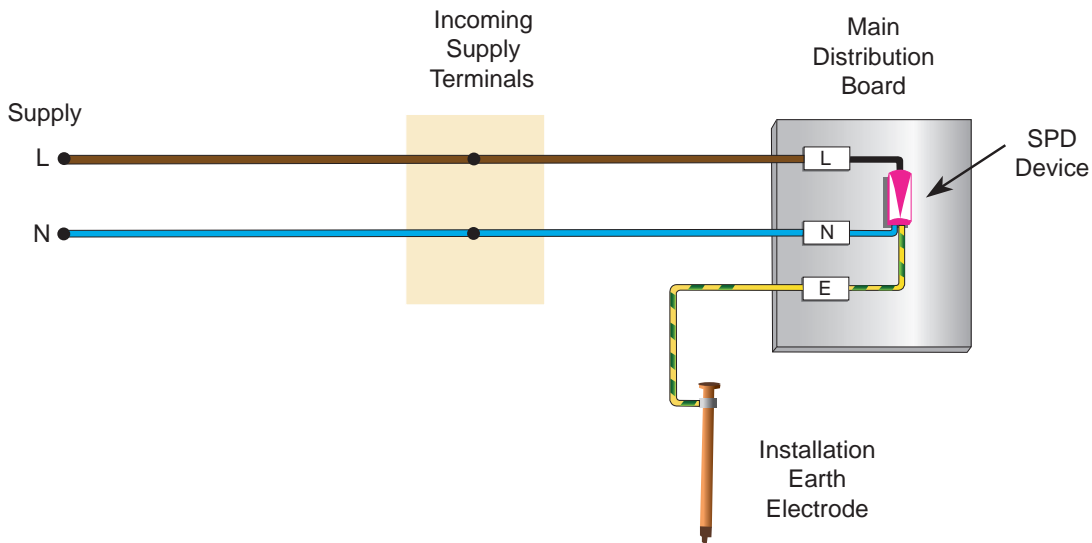 Incoming
Supply
Terminals
Main
Distribution
Board
Supply
L
N
L
N
E
SPD
Device
Installation
Earth
Electrode